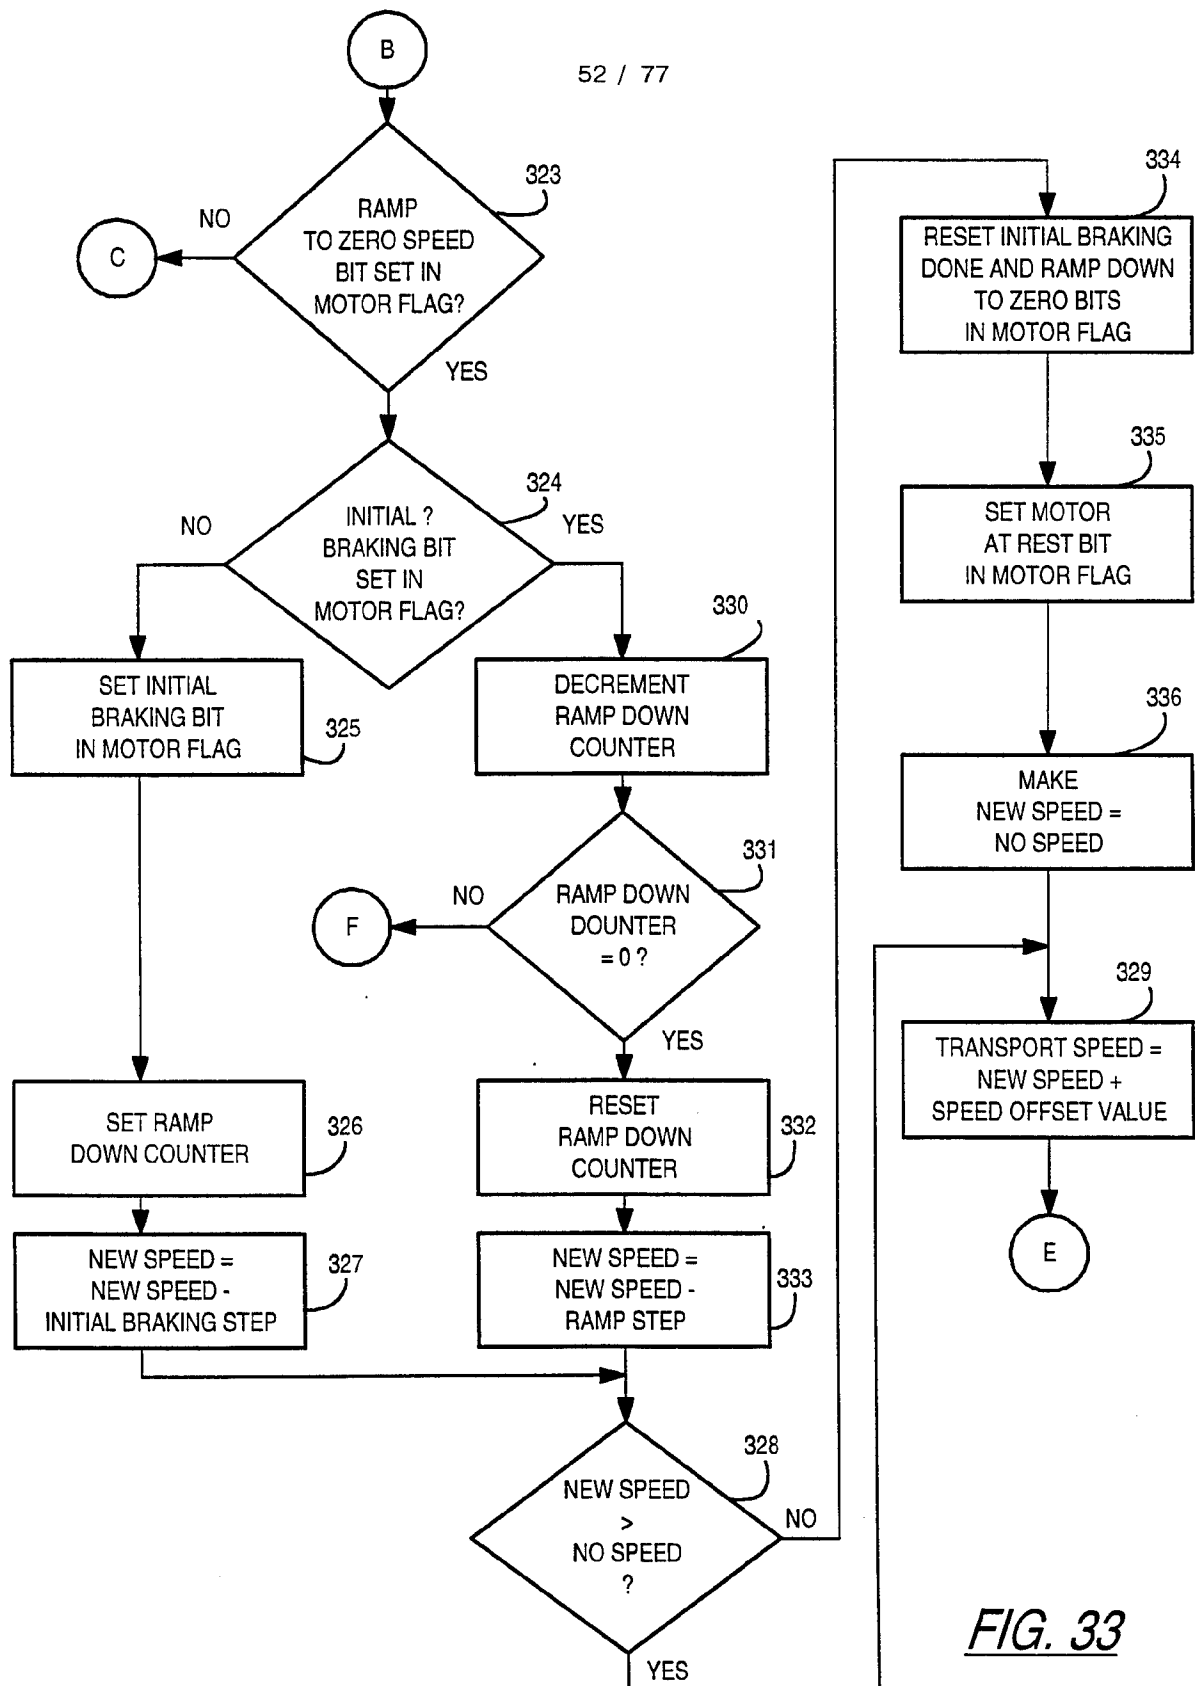 B
52 / 77
323
RAMP
TO ZERO SPEED
BIT SET IN
MOTOR FLAG?
NO
C
YES
324
INITIAL ?
BRAKING BIT
SET IN
MOTOR FLAG?
NO
YES
SET INITIAL
BRAKING BIT
IN MOTOR FLAG
325
330
DECREMENT
RAMP DOWN
COUNTER
331
RAMP DOWN
DOUNTER
= 0 ?
NO
F
YES
SET RAMP
DOWN COUNTER
326
RESET
RAMP DOWN
COUNTER
332
NEW SPEED =
NEW SPEED -
INITIAL BRAKING STEP
327
NEW SPEED =
NEW SPEED -
RAMP STEP
333
328
NEW SPEED
>
NO SPEED
?
NO
YES
334
RESET INITIAL BRAKING
DONE AND RAMP DOWN
TO ZERO BITS
IN MOTOR FLAG
335
SET MOTOR
AT REST BIT
IN MOTOR FLAG
336
MAKE
NEW SPEED =
NO SPEED
329
TRANSPORT SPEED =
NEW SPEED +
SPEED OFFSET VALUE
E
FIG. 33